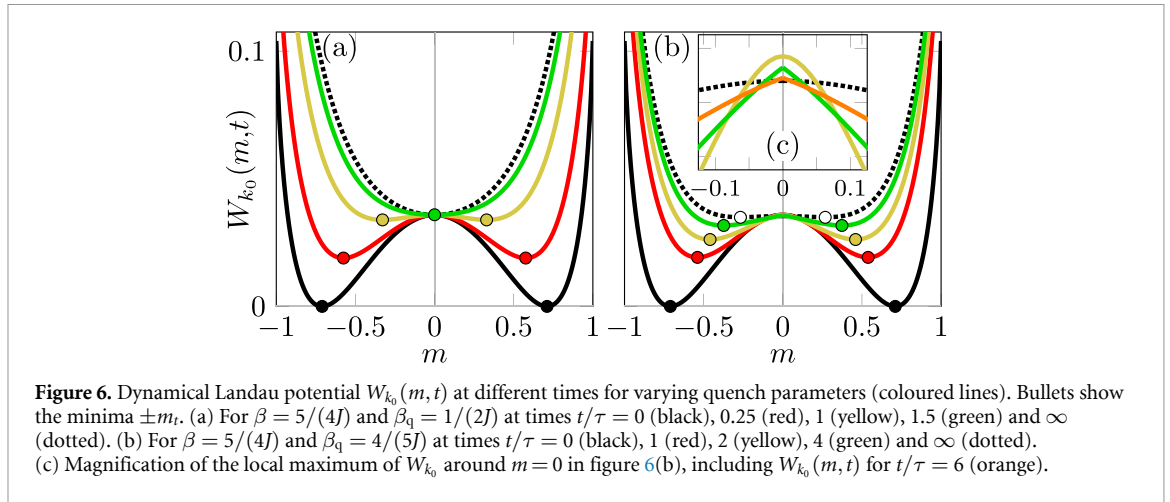 0.1
(a)
(b)
(c)
−0.1 0 0.1
W_{k_0}(m,t)
0
−1 −0.5 0 0.5 1
−1 −0.5 0 0.5 1
m
m
Figure 6. Dynamical Landau potential W_{k_0}(m,t) at different times for varying quench parameters (coloured lines). Bullets show
the minima ±m_t. (a) For β = 5/(4J) and β_q = 1/(2J) at times t/τ = 0 (black), 0.25 (red), 1 (yellow), 1.5 (green) and ∞
(dotted). (b) For β = 5/(4J) and β_q = 4/(5J) at times t/τ = 0 (black), 1 (red), 2 (yellow), 4 (green) and ∞ (dotted).
(c) Magnification of the local maximum of W_{k_0} around m = 0 in figure 6(b), including W_{k_0}(m,t) for t/τ = 6 (orange).